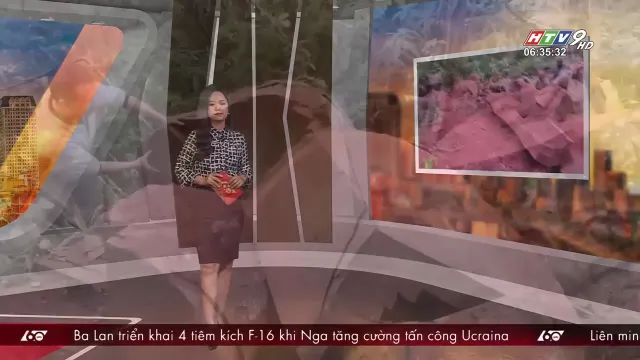 HTV9 HD
06:35:32
60 Ba Lan triển khai 4 tiêm kích F-16 khi Nga tăng cường tấn công Ucraina 60 Liên min